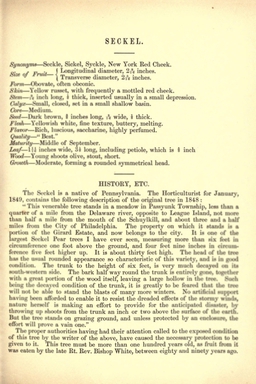 SECKEL.
Synonyms—Seckle, Sickel, Syckle, New York Red Cheek.
Size of Fruit— { Longitudinal diameter, 2 3/16 inches.
Transverse diameter, 2 3/16 inches.
Form—Obovate, often obconic.
Skin—Yellow russet, with frequently a mottled red cheek.
Stem— inch long, thick, inserted usually in a small depression.
Calyx—Small, closed, set in a small shallow basin.
Core—Medium.
Seed—Dark brown, inches long, wide, thick.
Flesh—Yellowish white, fine texture, buttery, melting.
Flavor—Rich, luscious, saccharine, highly perfumed.
Quality—"Best."
Maturity—Middle of September.
Leaf— inches wide, long, including petiole, which is inch
Wood—Young shoots olive, stout, short.
Growth—Moderate, forming a round symmetrical head.
HISTORY, ETC.
The Seckel is a native of Pennsylvania. The Horticulturist for January,
1849, contains the following description of the original tree in 1848:
"This venerable tree stands in a meadow in Passyunk Township, less than a
quarter of a mile from the Delaware river, opposite to League Island, not more
than half a mile from the mouth of the Schuylkill, and about three and a half
miles from the City of Philadelphia. The property on which it stands is a
portion of the Girard Estate, and now belongs to the city. It is one of the
largest Seckel Pear trees I have ever seen, measuring more than six feet in
circumference one foot above the ground, and four feet nine inches in circum-
ference five feet higher up. It is about thirty feet high. The head of the tree
has the usual rounded appearance so characteristic of this variety, and is in good
condition. The trunk to the height of six feet, is very much decayed on its
south-western side. The bark half way round the trunk is entirely gone, together
with a great portion of the wood itself, leaving a large hollow in the tree. Such
being the decayed condition of the trunk, it is greatly to be feared that the tree
will not be able to stand the blasts of many more winters. No artificial support
having been afforded to enable it to resist the dreaded effects of the stormy winds,
nature herself is making an effort to provide for the anticipated disaster, by
throwing up shoots from the trunk an inch or two above the surface of the earth.
But the tree stands on grazing ground, and unless protected by an enclosure, the
effort will prove a vain one."
The proper authorities having had their attention called to the exposed condition
of this tree by the writer of the above, have caused the necessary protection to be
given to it. This tree must be more than one hundred years old, as fruit from it
was eaten by the late Rt. Rev. Bishop White, between eighty and ninety years ago.